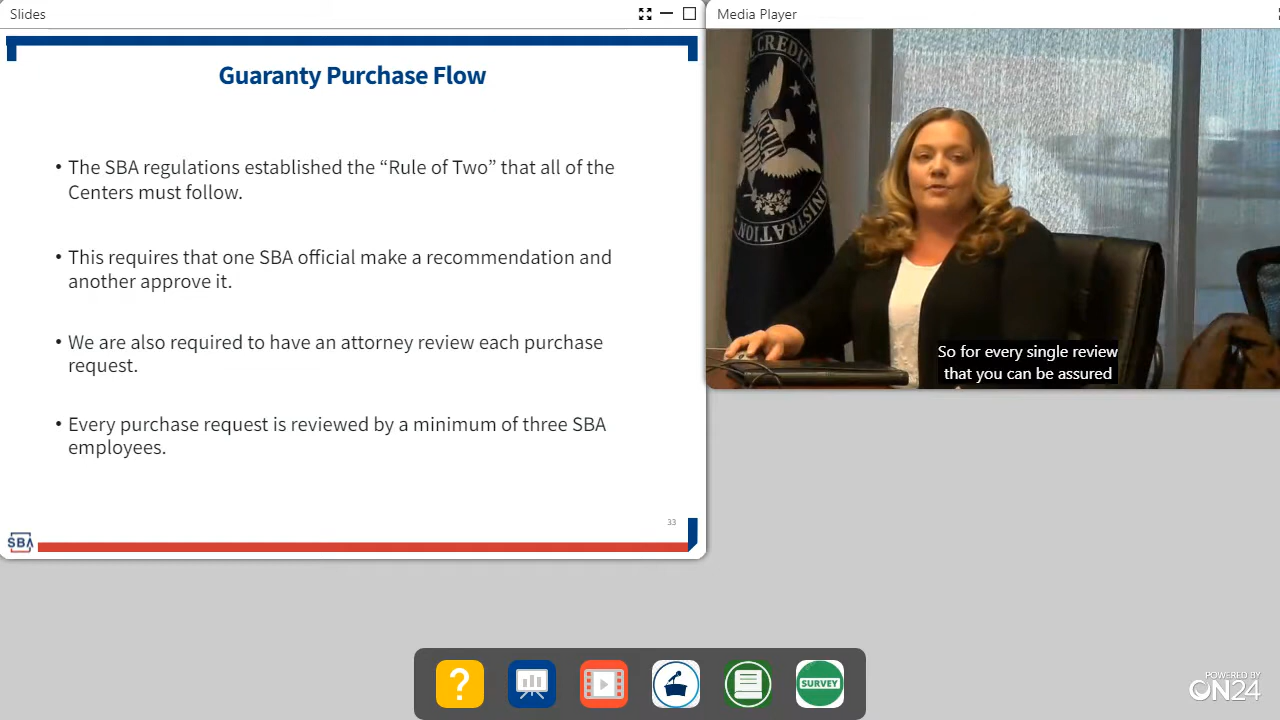 Slides
Media Player
Guaranty Purchase Flow
• The SBA regulations established the “Rule of Two” that all of the
Centers must follow.
• This requires that one SBA official make a recommendation and
another approve it.
• We are also required to have an attorney review each purchase
request.
• Every purchase request is reviewed by a minimum of three SBA
employees.
33
SBA
CREDIT
NCUA
MINISTRATION
So for every single review
that you can be assured
?
SURVEY
POWERED BY
ON24